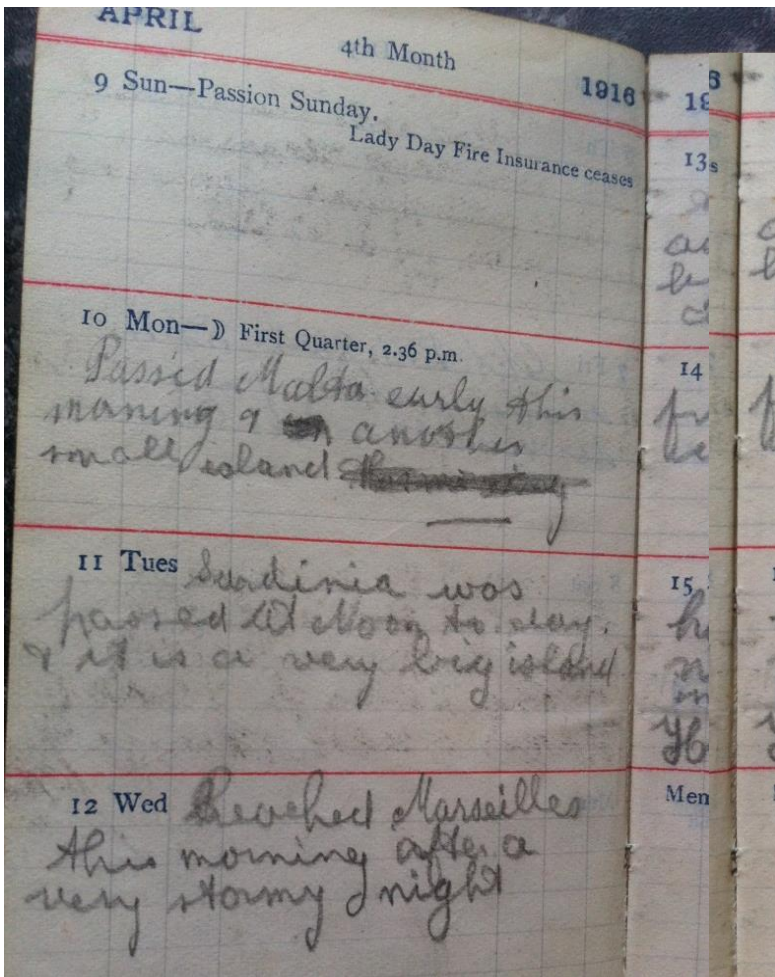 APRIL
4th Month
1916
9 Sun—Passion Sunday.
Lady Day Fire Insurance ceases
10 Mon—☽ First Quarter, 2.36 p.m.
Passed Malta early this
morning & another
small island
11 Tues Sardinia was
passed at Noon to day.
& it is a very big island
12 Wed Reached Marseilles
this morning after a
very stormy night
13
14
15
Men